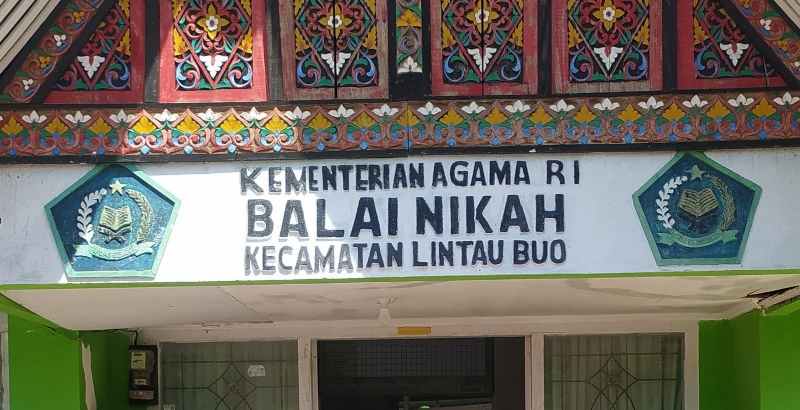 KEMENTERIAN AGAMA RI
BALAI NIKAH
KECAMATAN LINTAU BUO